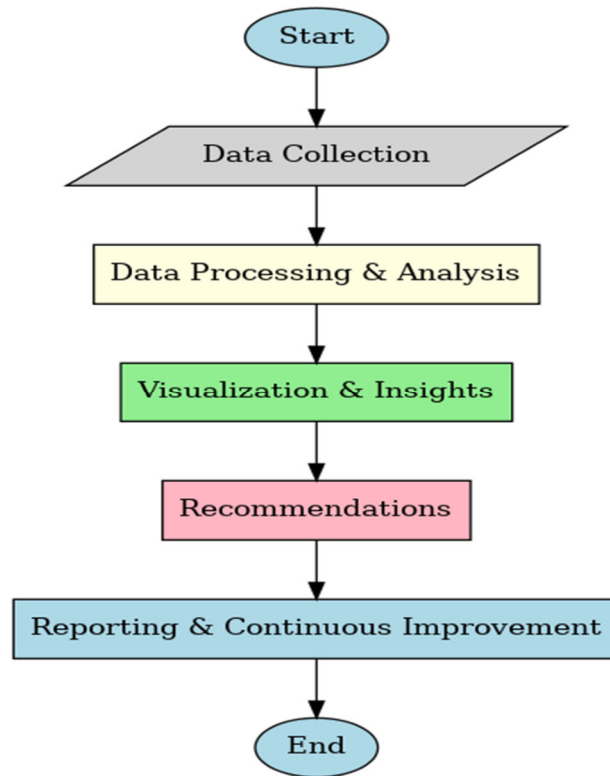 Start
Data Collection
Data Processing & Analysis
Visualization & Insights
Recommendations
Reporting & Continuous Improvement
End